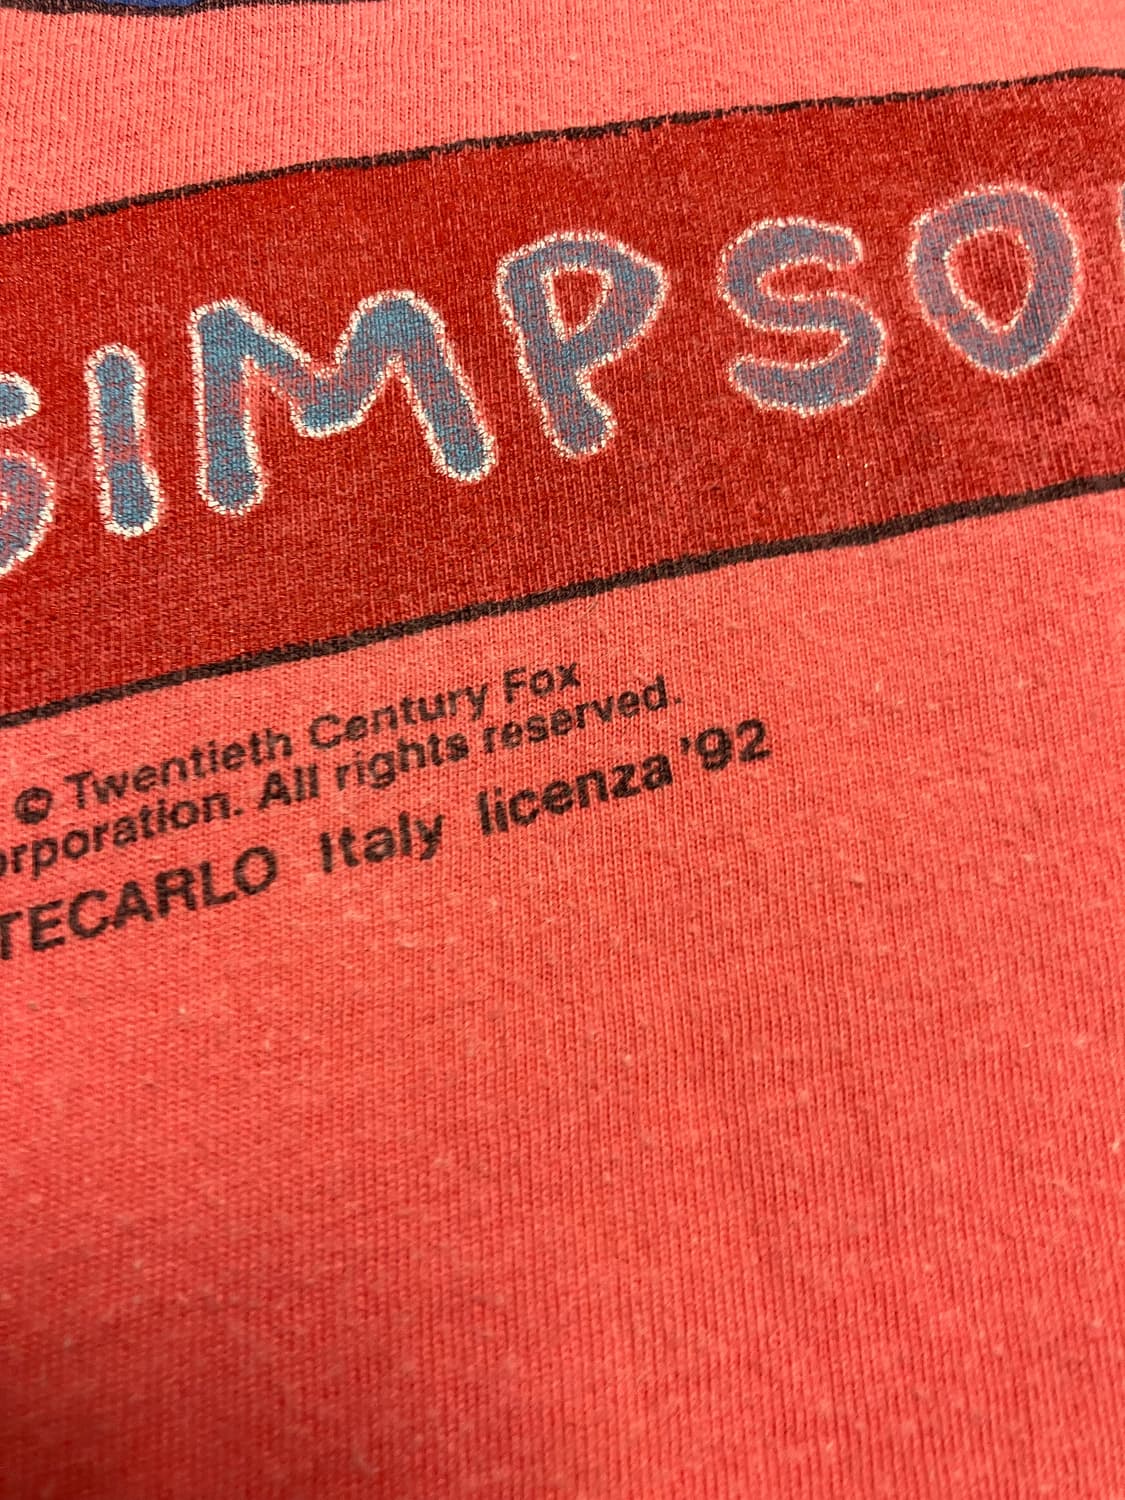 SIMPSO
© Twentieth Century Fox
orporation. All rights reserved.
TECARLO Italy licenza '92